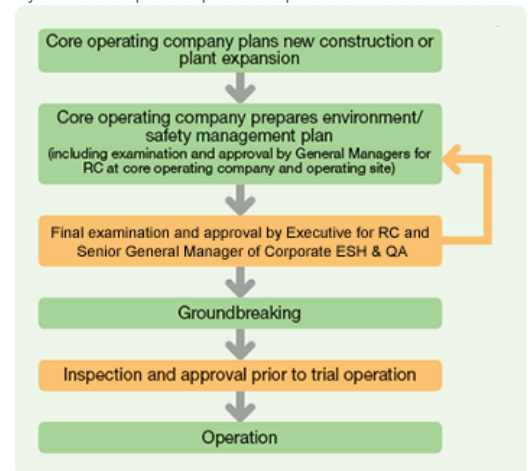 Core operating company plans new construction or
plant expansion
Core operating company prepares environment/
safety management plan
(including examination and approval by General Managers for
RC at core operating company and operating site)
Final examination and approval by Executive for RC and
Senior General Manager of Corporate ESH & QA
Groundbreaking
Inspection and approval prior to trial operation
Operation